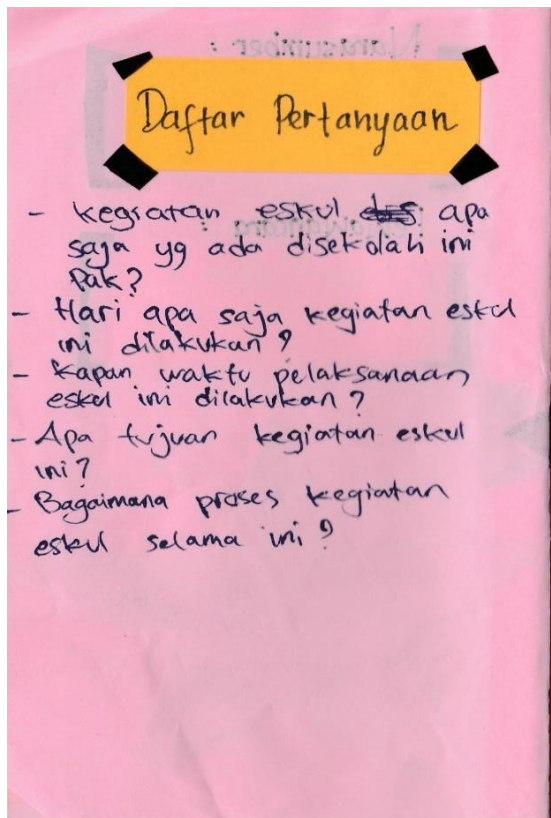 Daftar Pertanyaan
- kegiatan eskul apa
saja yg ada disekolah ini
Pak?
- Hari apa saja kegiatan eskul
ini dilakukan?
- Kapan waktu pelaksanaan
eskul ini dilakukan?
- Apa tujuan kegiatan eskul
ini?
- Bagaimana proses kegiatan
eskul selama ini?